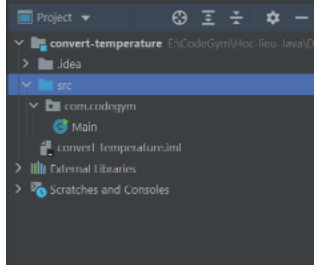 Project
convert-temperature E:\CodeGym\Hoc-lieu-Java\D
.idea
src
com.codegym
Main
convert-temperature.iml
External Libraries
Scratches and Consoles